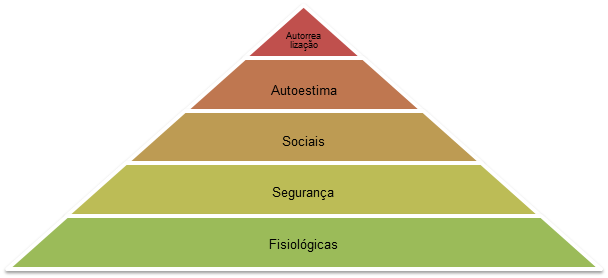 Autorrea
lização
Autoestima
Sociais
Segurança
Fisiológicas